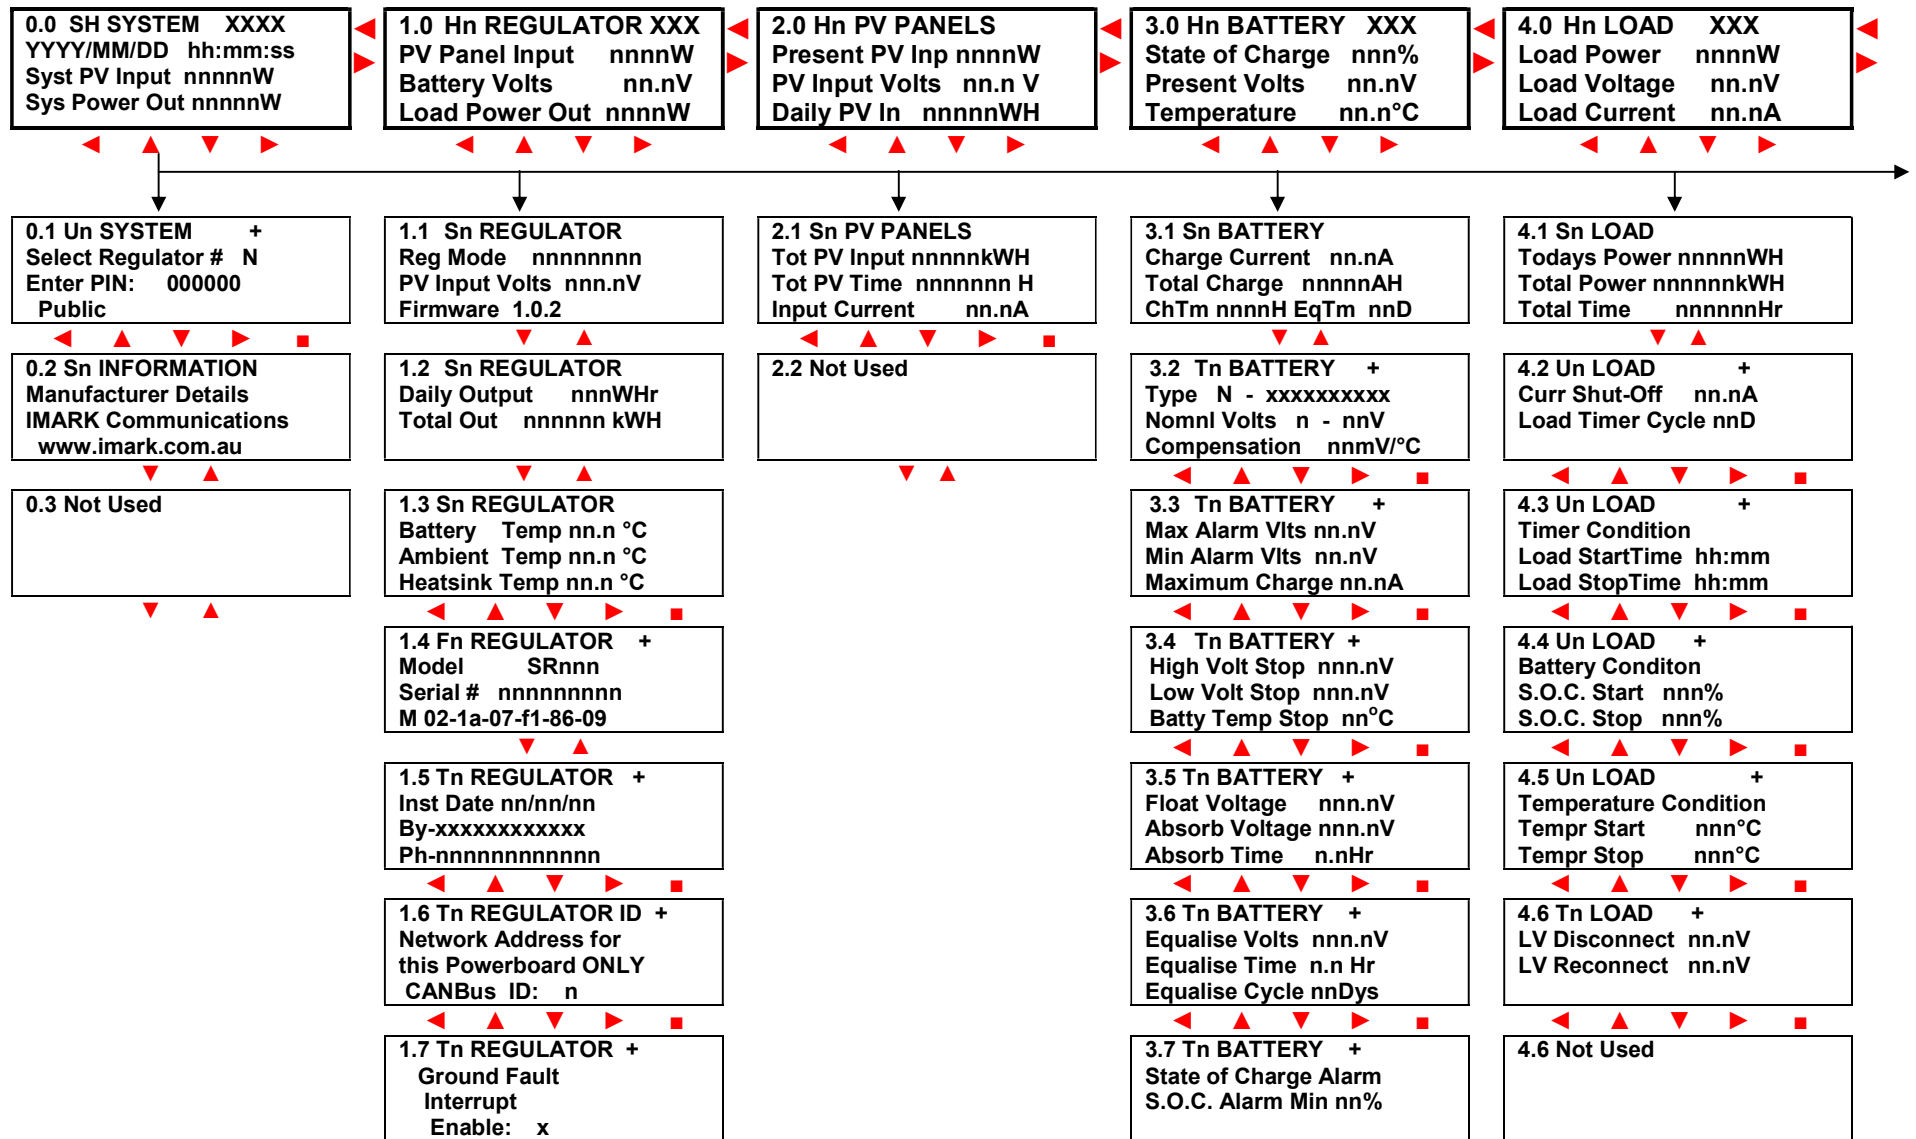 0.0 SH SYSTEM XXXX
YYYY/MM/DD hh:mm:ss
Syst PV Input nnnnnW
Sys Power Out nnnnnW
1.0 Hn REGULATOR XXX
PV Panel Input nnnnW
Battery Volts nn.nV
Load Power Out nnnnW
2.0 Hn PV PANELS
Present PV Inp nnnnW
PV Input Volts nn.n V
Daily PV In nnnnnWH
3.0 Hn BATTERY XXX
State of Charge nnn%
Present Volts nn.nV
Temperature nn.n°C
4.0 Hn LOAD XXX
Load Power nnnnW
Load Voltage nn.nV
Load Current nn.nA
0.1 Un SYSTEM +
Select Regulator # N
Enter PIN: 000000
Public
0.2 Sn INFORMATION
Manufacturer Details
IMARK Communications
www.imark.com.au
0.3 Not Used
1.1 Sn REGULATOR
Reg Mode nnnnnnnn
PV Input Volts nnn.nV
Firmware 1.0.2
1.2 Sn REGULATOR
Daily Output nnnWHr
Total Out nnnnnn kWH
1.3 Sn REGULATOR
Battery Temp nn.n °C
Ambient Temp nn.n °C
Heatsink Temp nn.n °C
1.4 Fn REGULATOR +
Model SRnnn
Serial # nnnnnnnnn
M 02-1a-07-f1-86-09
1.5 Tn REGULATOR +
Inst Date nn/nn/nn
By-xxxxxxxxxxxx
Ph-nnnnnnnnnnnn
1.6 Tn REGULATOR ID +
Network Address for
this Powerboard ONLY
CANBus ID: n
1.7 Tn REGULATOR +
Ground Fault
Interrupt
Enable: x
2.1 Sn PV PANELS
Tot PV Input nnnnnkWH
Tot PV Time nnnnnnn H
Input Current nn.nA
2.2 Not Used
3.1 Sn BATTERY
Charge Current nn.nA
Total Charge nnnnnAH
ChTm nnnnH EqTm nnD
3.2 Tn BATTERY +
Type N - xxxxxxxxxx
Nomnl Volts n - nnV
Compensation nnmV/°C
3.3 Tn BATTERY +
Max Alarm Vlts nn.nV
Min Alarm Vlts nn.nV
Maximum Charge nn.nA
3.4 Tn BATTERY +
High Volt Stop nnn.nV
Low Volt Stop nnn.nV
Batty Temp Stop nn°C
3.5 Tn BATTERY +
Float Voltage nnn.nV
Absorb Voltage nnn.nV
Absorb Time n.nHr
3.6 Tn BATTERY +
Equalise Volts nnn.nV
Equalise Time n.n Hr
Equalise Cycle nnDys
3.7 Tn BATTERY +
State of Charge Alarm
S.O.C. Alarm Min nn%
4.1 Sn LOAD
Todays Power nnnnnWH
Total Power nnnnnnkWH
Total Time nnnnnnHr
4.2 Un LOAD +
Curr Shut-Off nn.nA
Load Timer Cycle nnD
4.3 Un LOAD +
Timer Condition
Load StartTime hh:mm
Load StopTime hh:mm
4.4 Un LOAD +
Battery Conditon
S.O.C. Start nnn%
S.O.C. Stop nnn%
4.5 Un LOAD +
Temperature Condition
Tempr Start nnn°C
Tempr Stop nnn°C
4.6 Tn LOAD +
LV Disconnect nn.nV
LV Reconnect nn.nV
4.6 Not Used